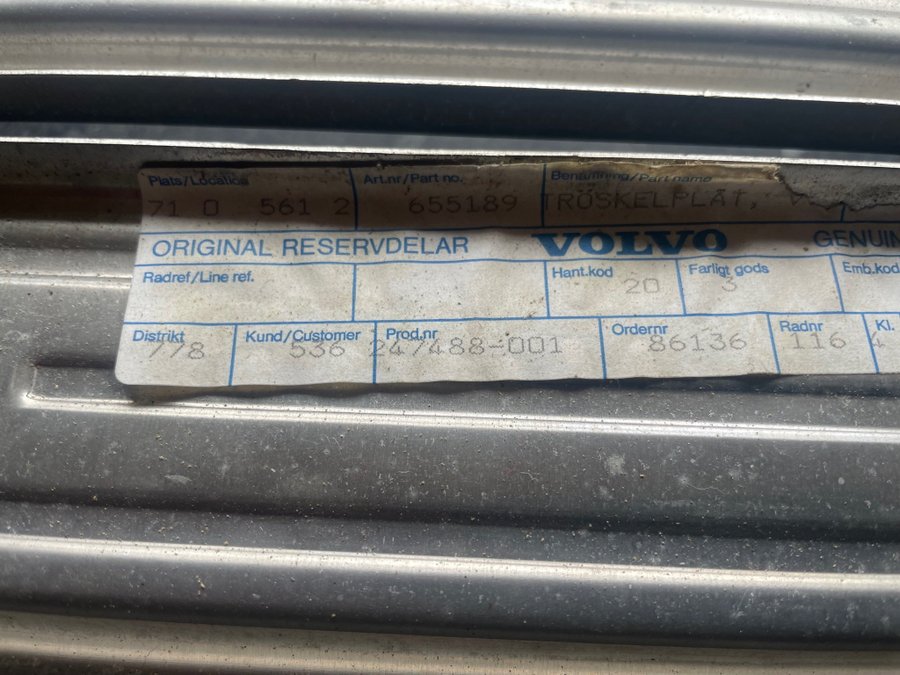 Plats/Location Art.nr/Part no. Benämning/Part name
71 0 561 2 655189 TRÖSKELPLÅT, V
ORIGINAL RESERVDELAR VOLVO GENUIN
Radref/Line ref. Hant.kod Farligt gods Emb.kod
20 3
Distrikt Kund/Customer Prod.nr Ordernr Radnr Kl.
778 536 247488-001 86136 116 4